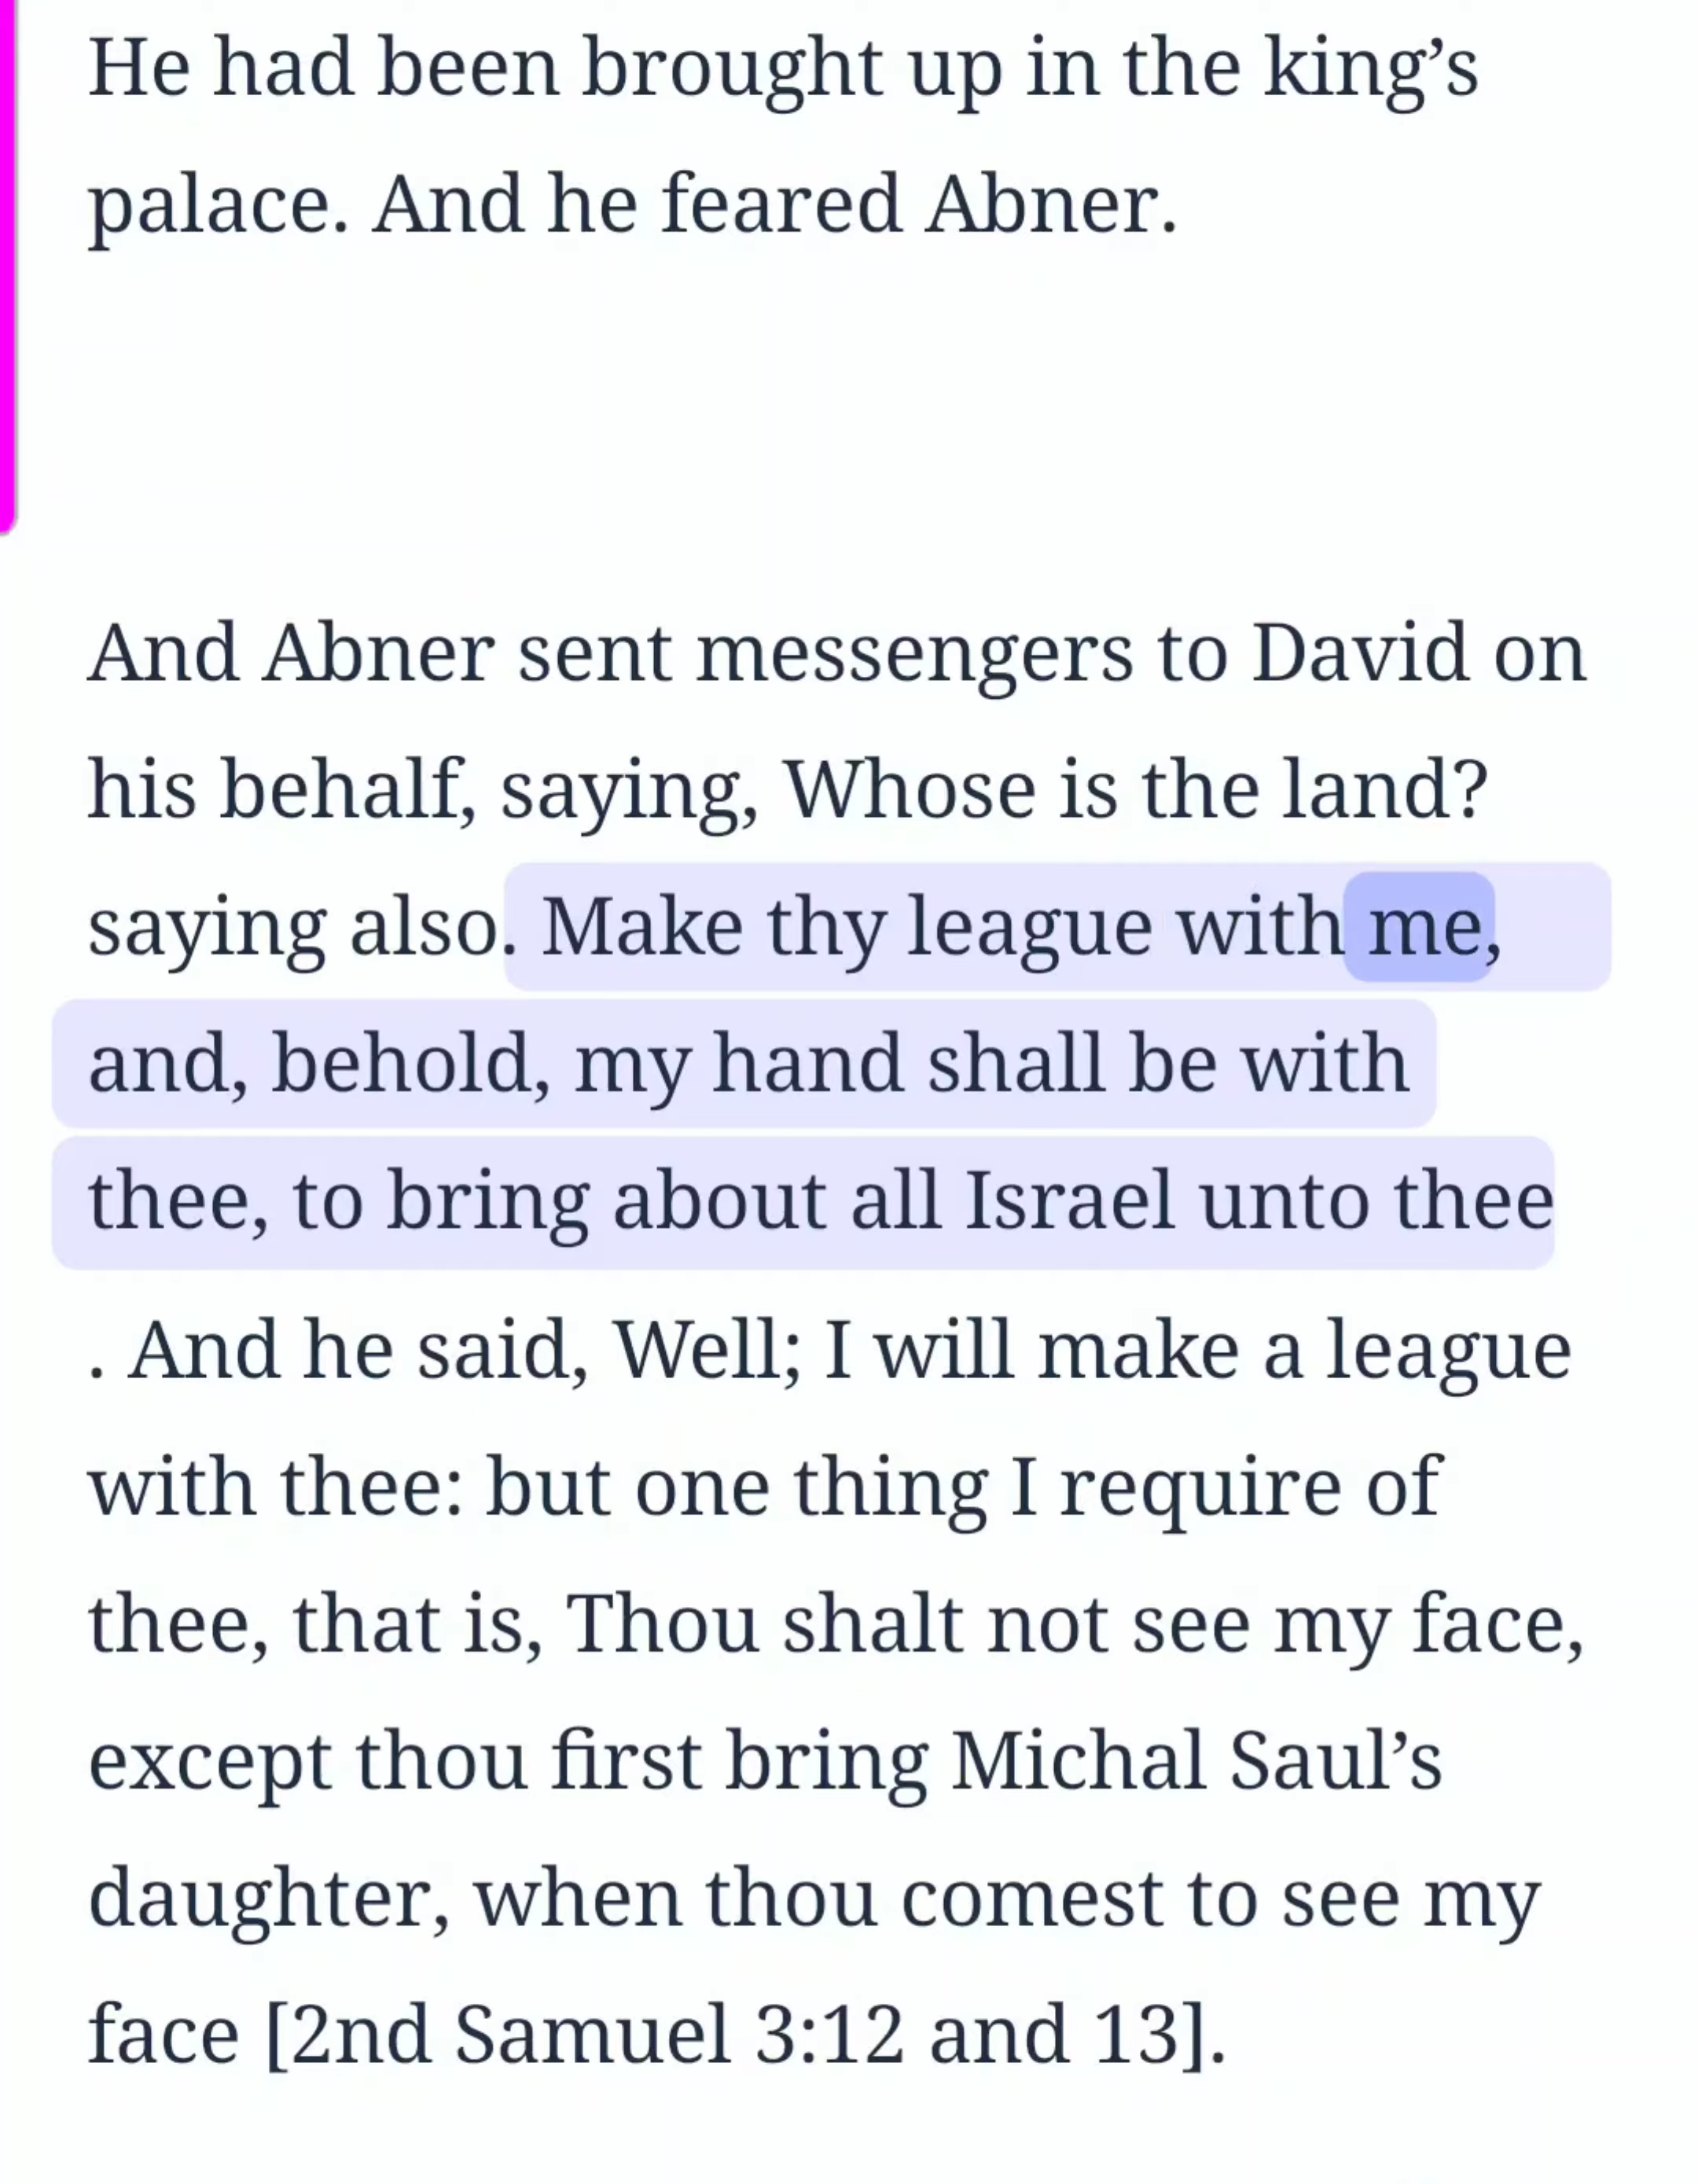 He had been brought up in the king’s
palace. And he feared Abner.
And Abner sent messengers to David on
his behalf, saying, Whose is the land?
saying also. Make thy league with me,
and, behold, my hand shall be with
thee, to bring about all Israel unto thee
. And he said, Well; I will make a league
with thee: but one thing I require of
thee, that is, Thou shalt not see my face,
except thou first bring Michal Saul’s
daughter, when thou comest to see my
face [2nd Samuel 3:12 and 13].